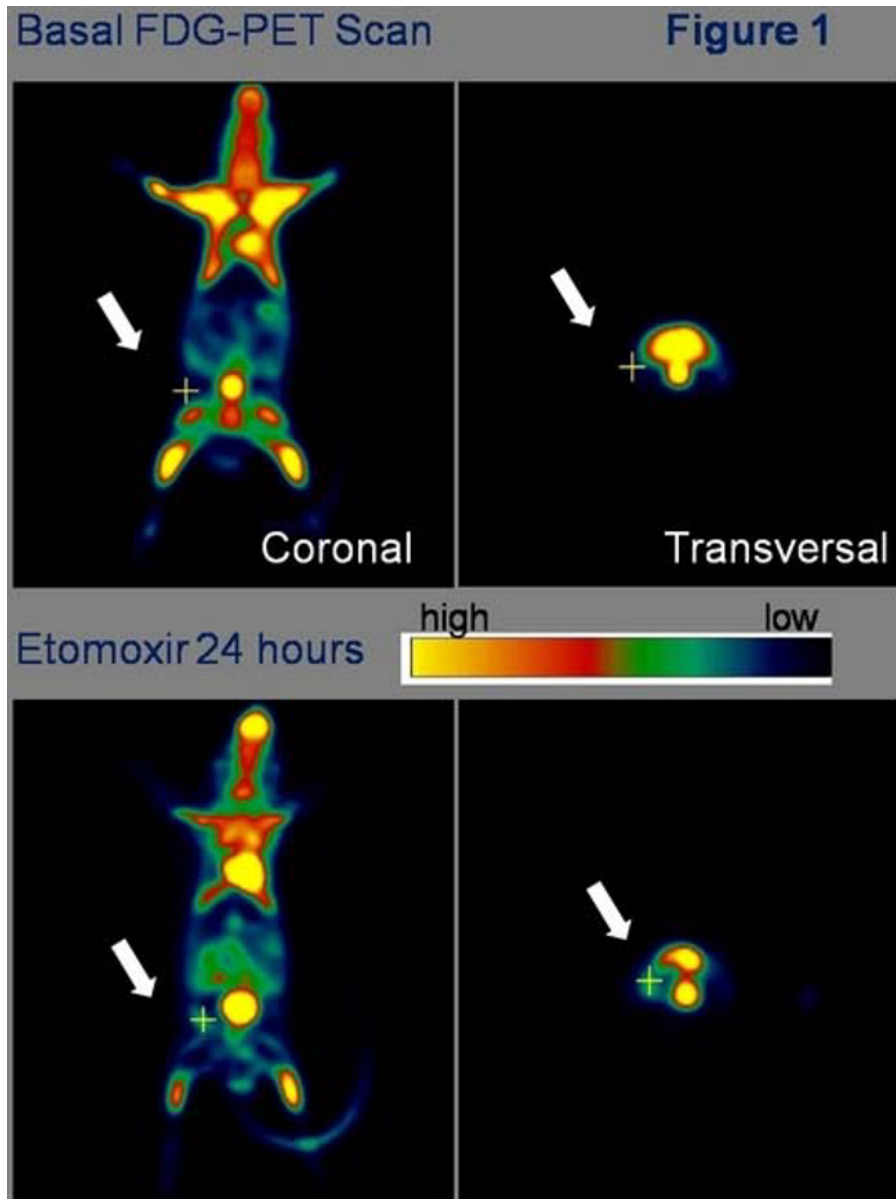 Basal FDG-PET Scan
Figure 1
Coronal
Transversal
high
low
Etomoxir 24 hours